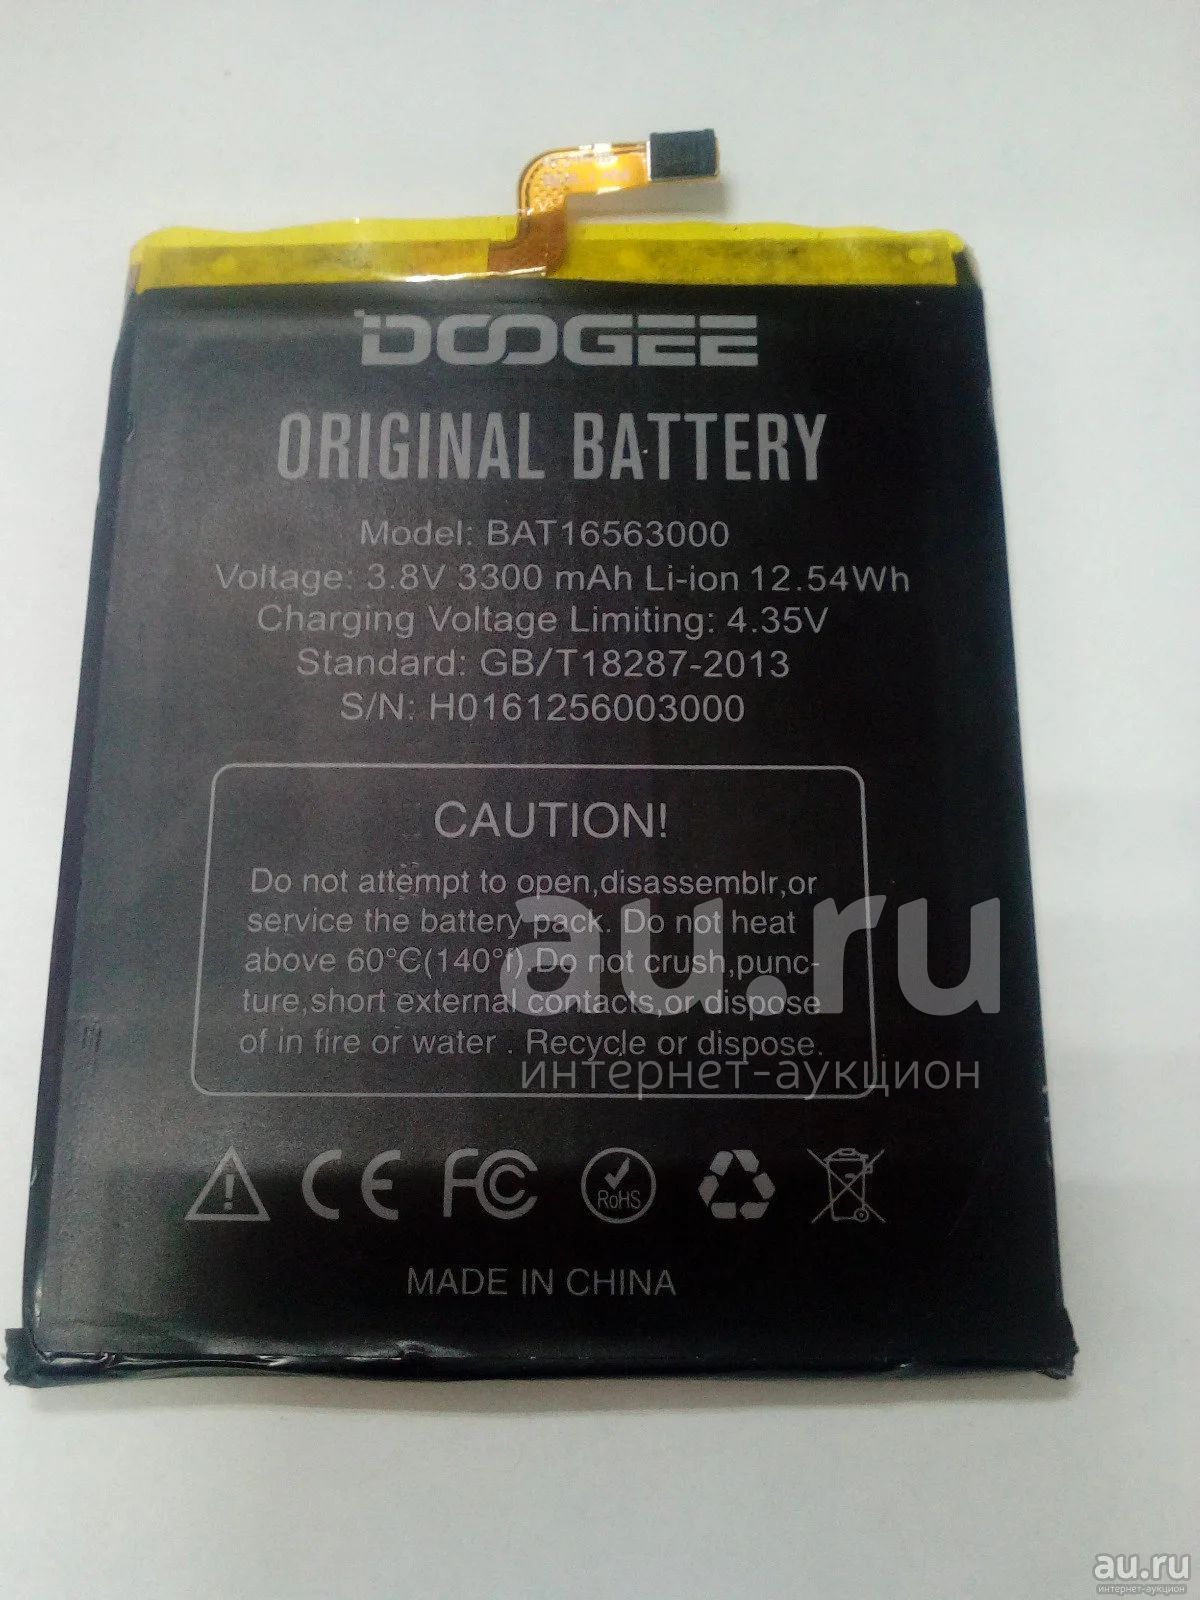 DOOGEE
ORIGINAL BATTERY
Model: BAT16563000
Voltage: 3.8V 3300 mAh Li-ion 12.54Wh
Charging Voltage Limiting: 4.35V
Standard: GB/T18287-2013
S/N: H0161256003000
CAUTION!
Do not attempt to open,disassemblr,or
service the battery pack. Do not heat
above 60°C(140°f).Do not crush,punc-
ture,short external contacts,or dispose
of in fire or water . Recycle or dispose.
au.ru
интернет-аукцион
CE FC RoHS
MADE IN CHINA
au.ru
интернет-аукцион